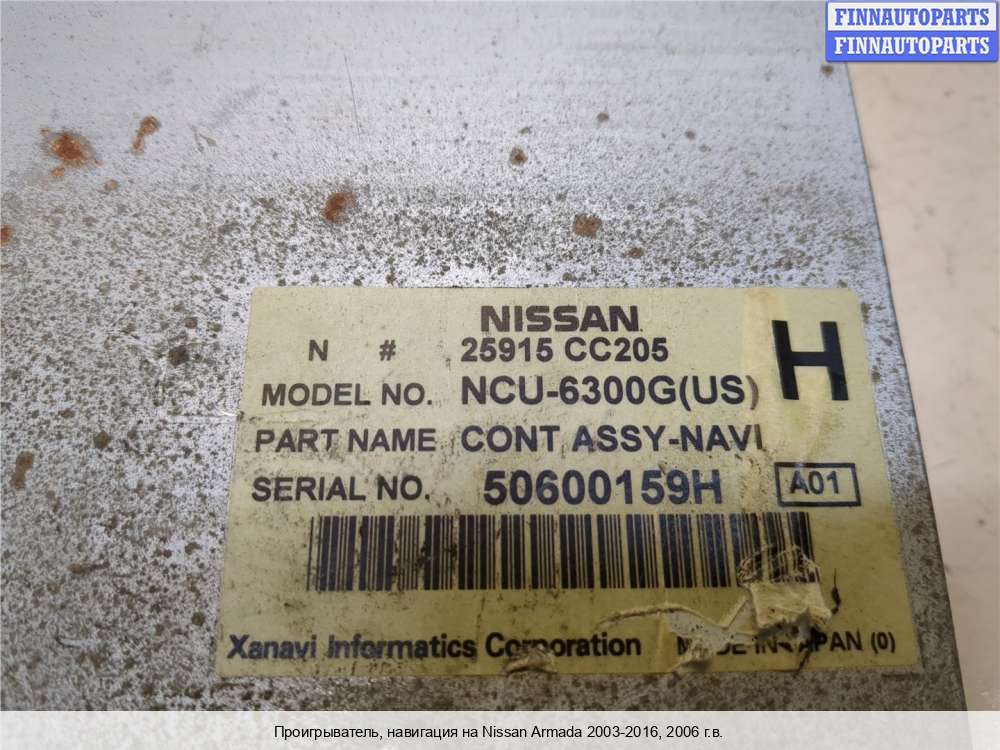 FINNAUTOPARTS
FINNAUTOPARTS
NISSAN
N # 25915 CC205
H
MODEL NO. NCU-6300G(US)
PART NAME CONT ASSY-NAVI
SERIAL NO. 50600159H A01
Xanavi Informatics Corporation (0)
Проигрыватель, навигация на Nissan Armada 2003-2016, 2006 г.в.